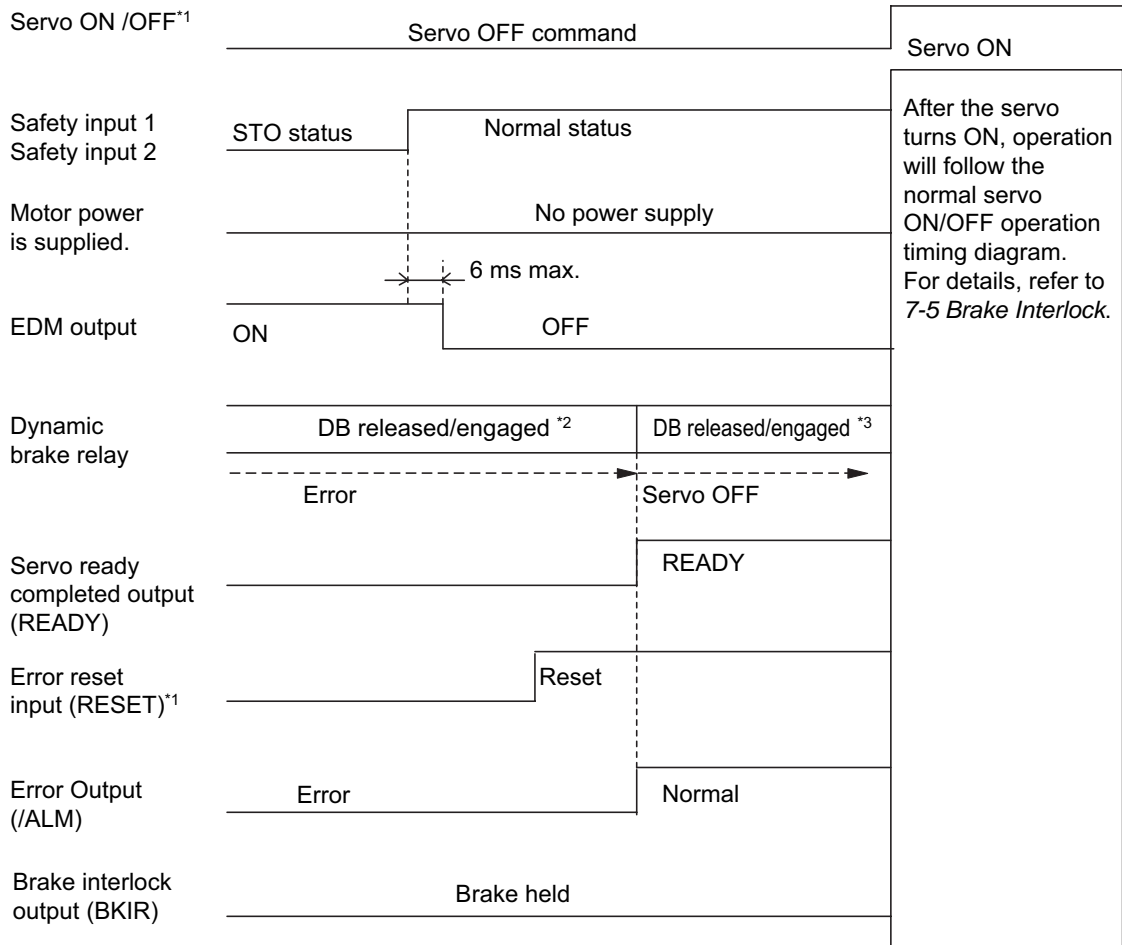 Servo ON /OFF*1
Servo OFF command
Servo ON
Safety input 1
Safety input 2
STO status
Normal status
After the servo
turns ON, operation
will follow the
normal servo
ON/OFF operation
timing diagram.
For details, refer to
7-5 Brake Interlock.
Motor power
is supplied.
No power supply
6 ms max.
EDM output
ON
OFF
Dynamic
brake relay
DB released/engaged *2
DB released/engaged *3
Error
Servo OFF
Servo ready
completed output
(READY)
READY
Error reset
input (RESET)*1
Reset
Error Output
(/ALM)
Error
Normal
Brake interlock
output (BKIR)
Brake held